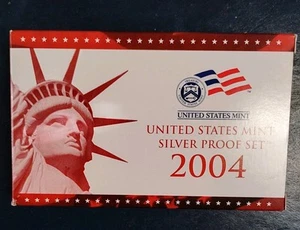 UNITED STATES MINT
UNITED STATES MINT
SILVER PROOF SET
2004